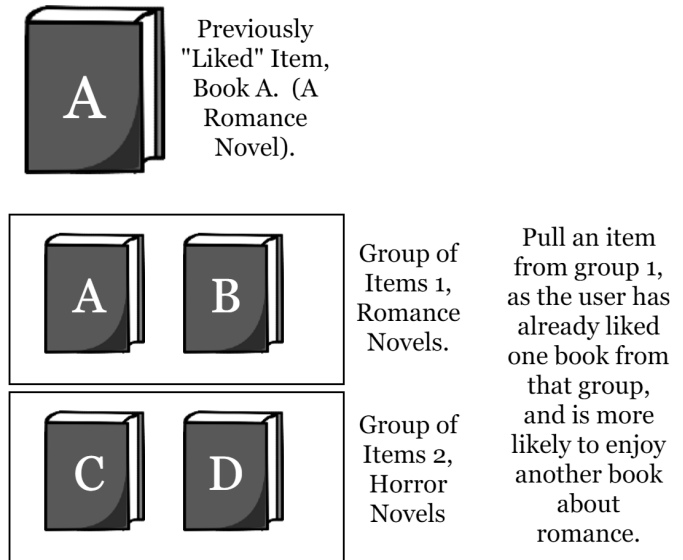 A
Previously
"Liked" Item,
Book A.  (A
Romance
Novel).
A
B
Group of
Items 1,
Romance
Novels.
C
D
Group of
Items 2,
Horror
Novels
Pull an item
from group 1,
as the user has
already liked
one book from
that group,
and is more
likely to enjoy
another book
about
romance.